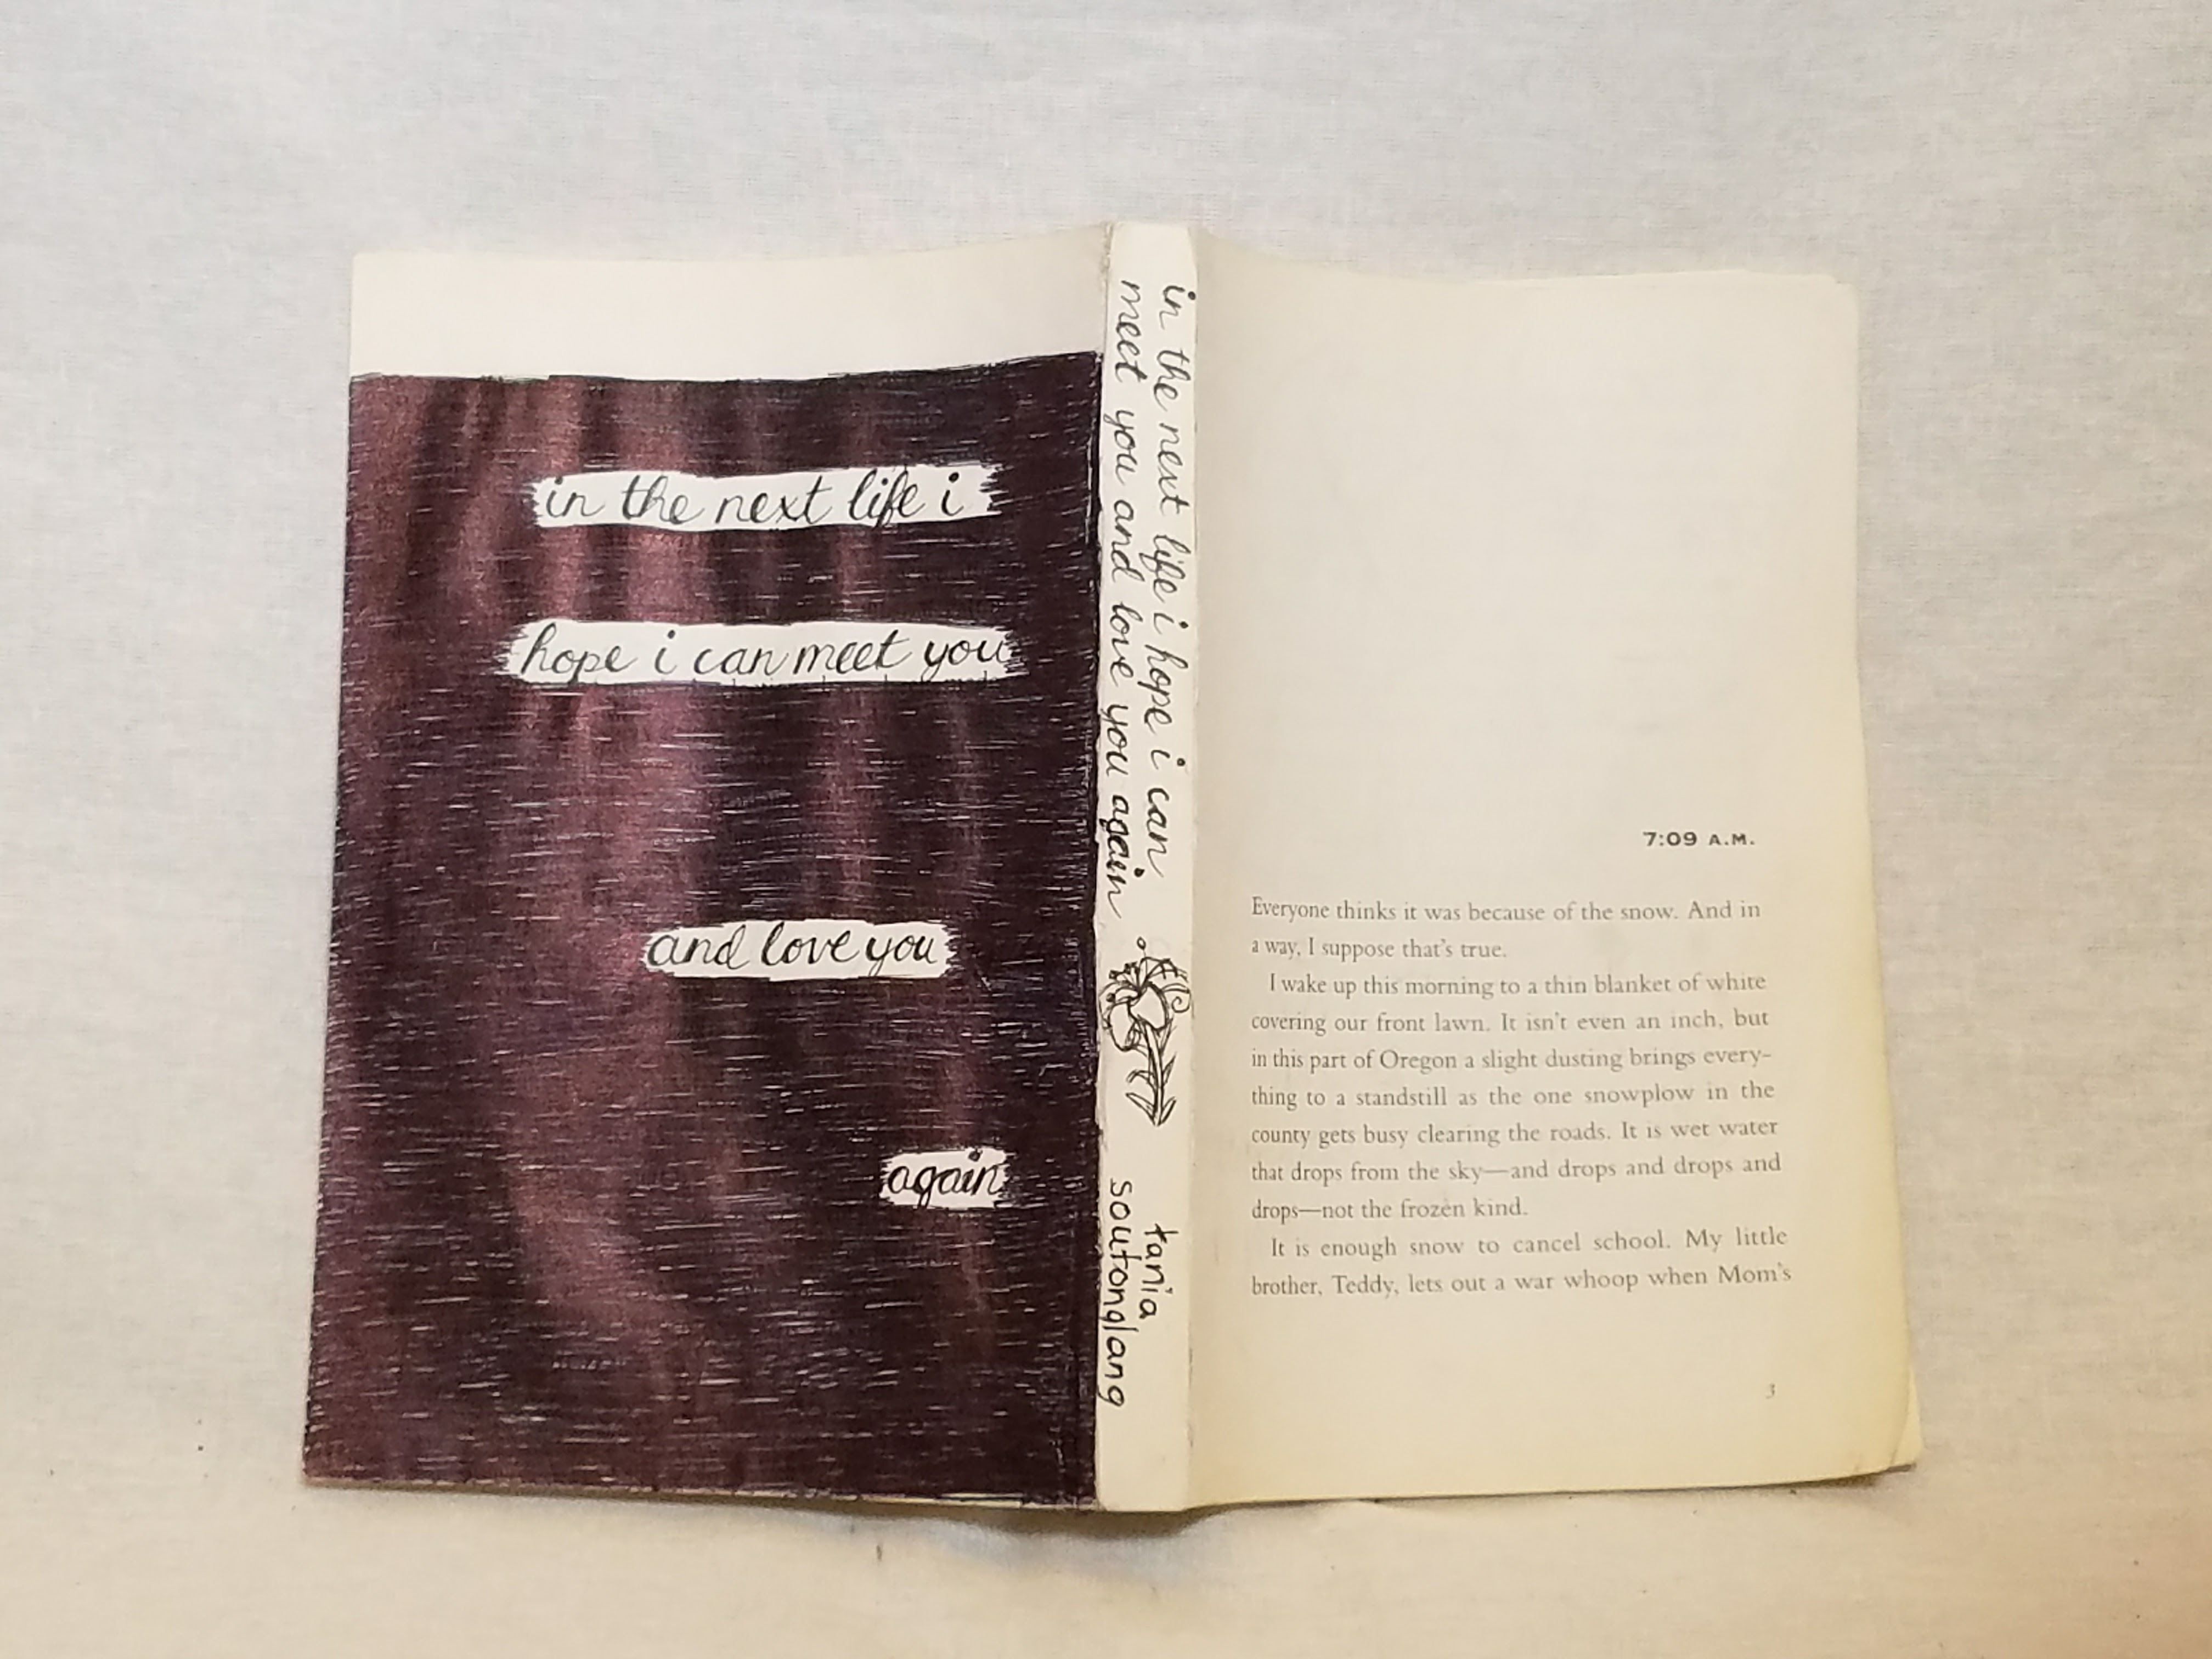 in the next life i
hope i can meet you
and love you
again
in the next life i hope i can
meet you and love you again
tania
soutonglang
7:09 A.M.
Everyone thinks it was because of the snow. And in
a way, I suppose that's true.
I wake up this morning to a thin blanket of white
covering our front lawn. It isn't even an inch, but
in this part of Oregon a slight dusting brings every-
thing to a standstill as the one snowplow in the
county gets busy clearing the roads. It is wet water
that drops from the sky—and drops and drops and
drops—not the frozen kind.
It is enough snow to cancel school. My little
brother, Teddy, lets out a war whoop when Mom's
3